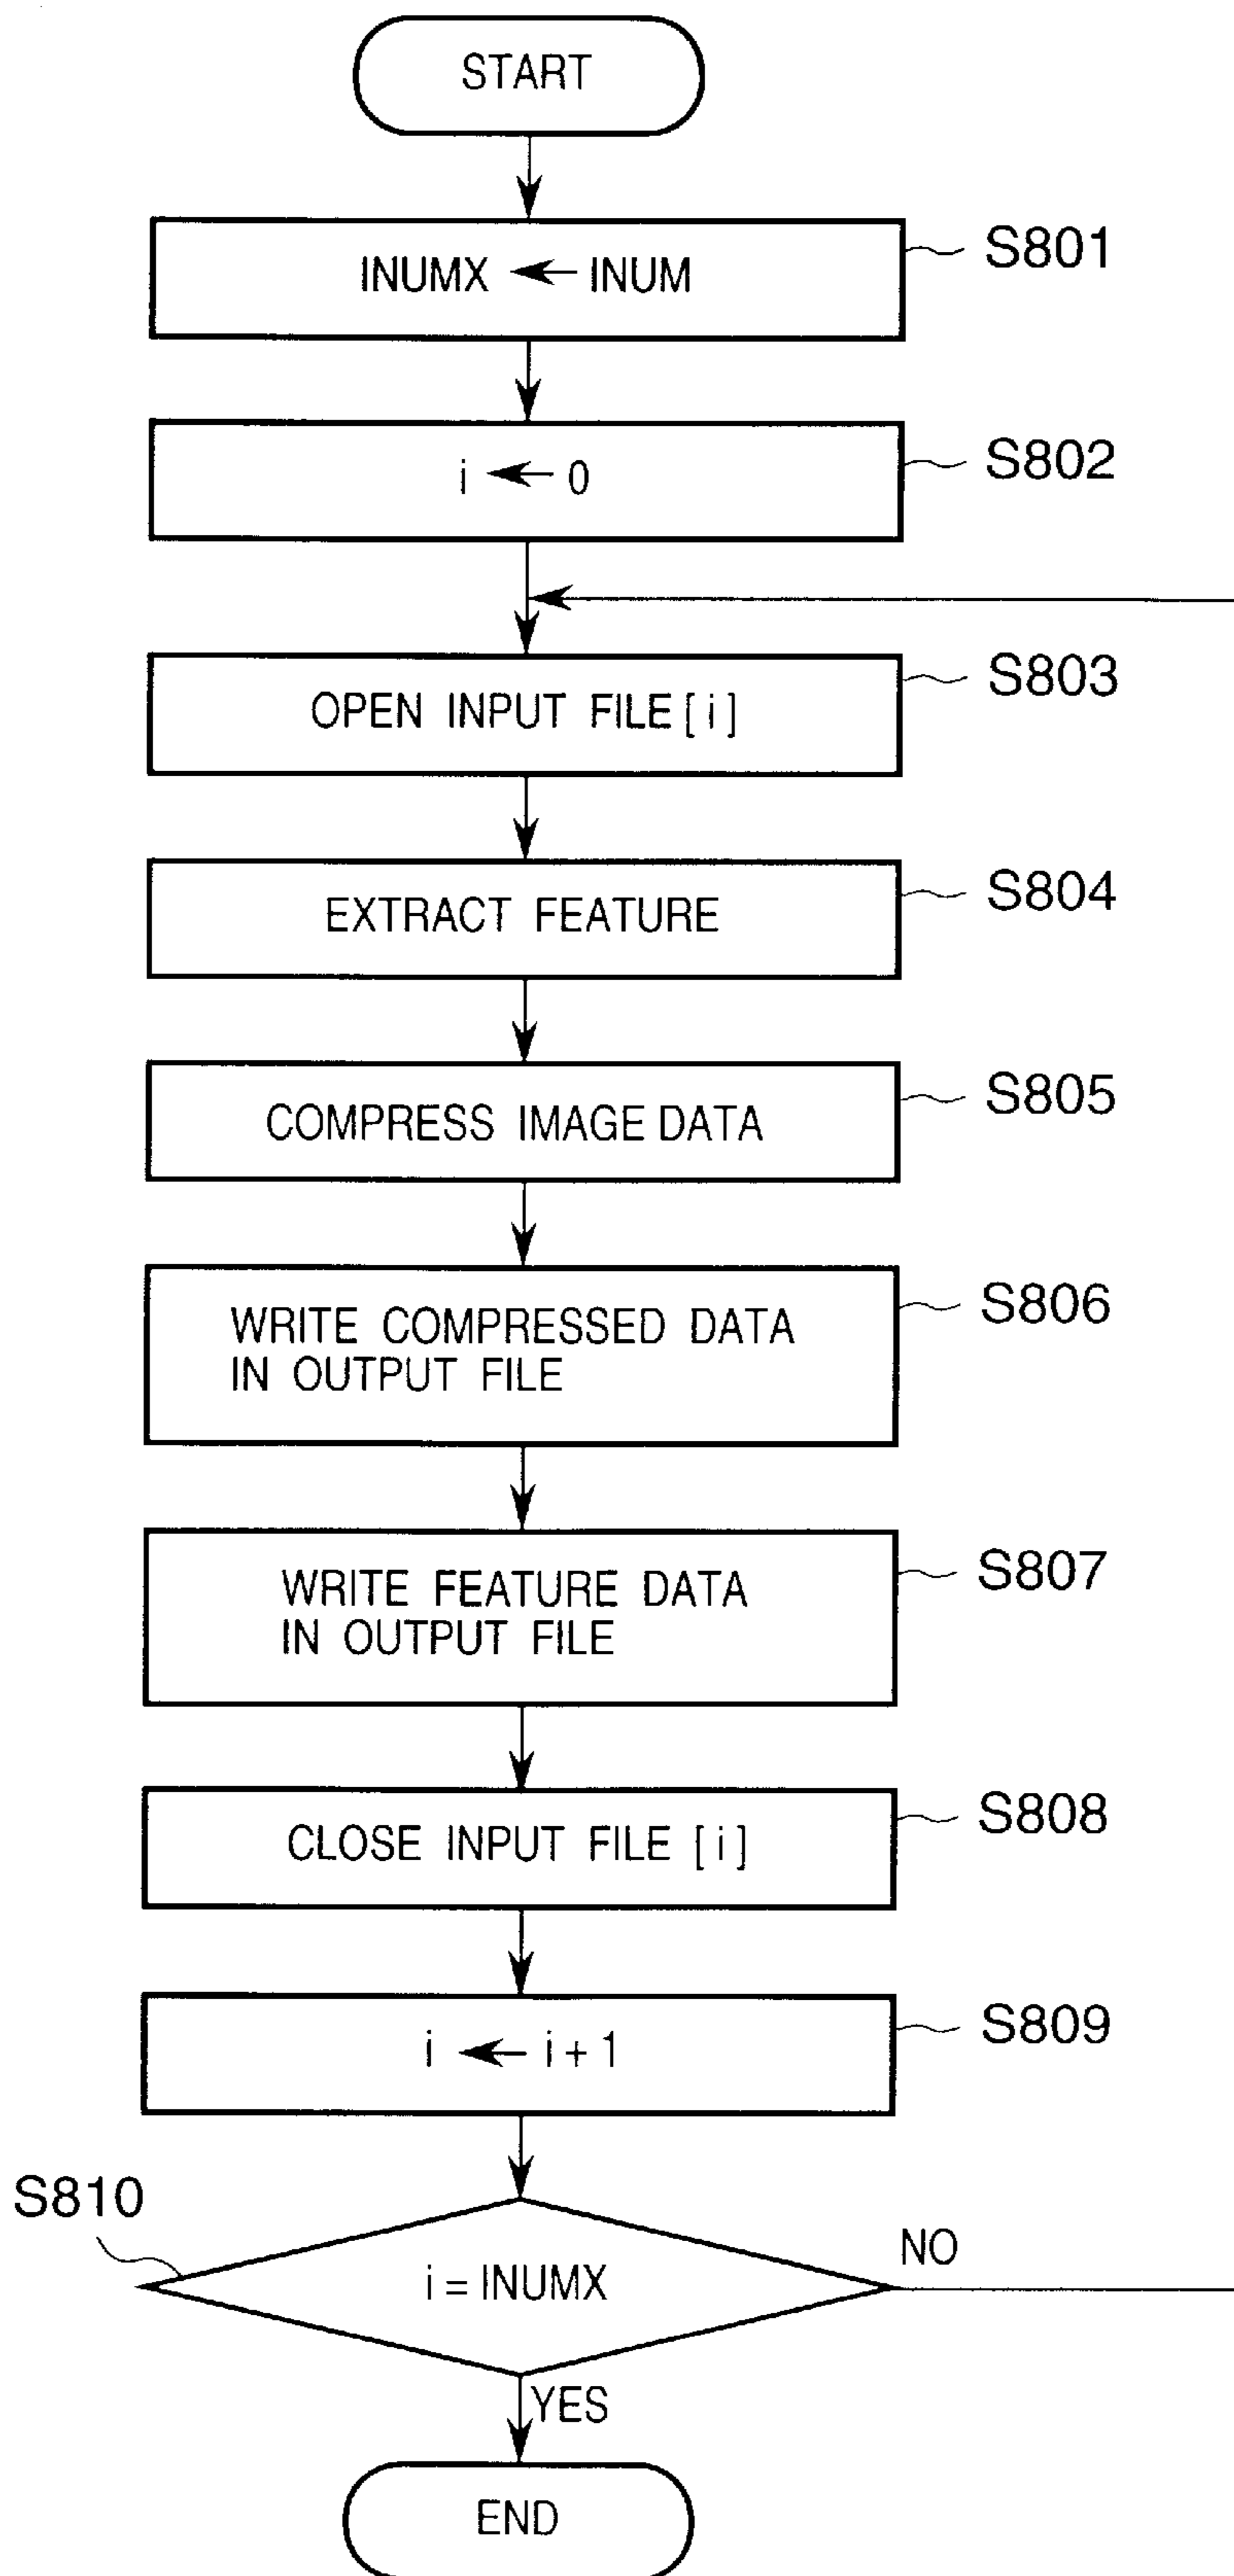 START
INUMX ← INUM
S801
i ← 0
S802
OPEN INPUT FILE [ i ]
S803
EXTRACT FEATURE
S804
COMPRESS IMAGE DATA
S805
WRITE COMPRESSED DATA
IN OUTPUT FILE
S806
WRITE FEATURE DATA
IN OUTPUT FILE
S807
CLOSE INPUT FILE [ i ]
S808
i ← i + 1
S809
S810
i = INUMX
NO
YES
END